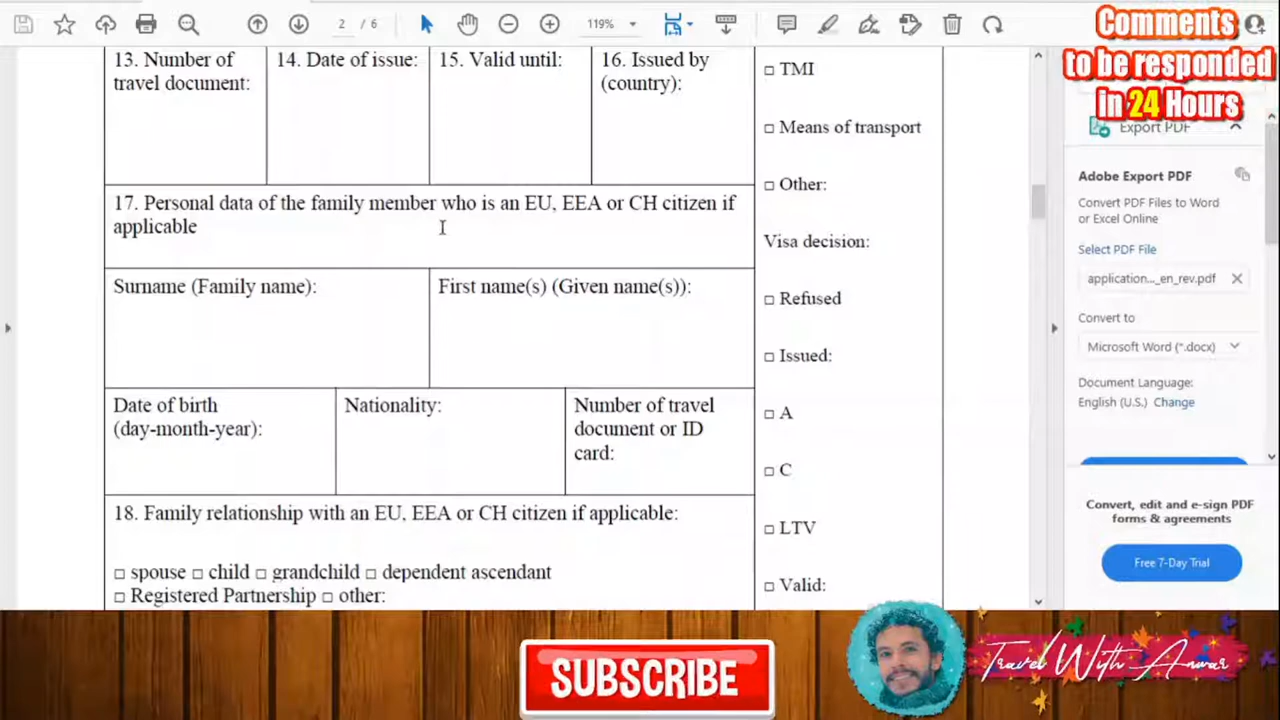 2 / 6
119%
Comments
to be responded
in 24 Hours
13. Number of
travel document:
14. Date of issue:
15. Valid until:
16. Issued by
(country):
17. Personal data of the family member who is an EU, EEA or CH citizen if
applicable
Surname (Family name):
First name(s) (Given name(s)):
Date of birth
(day-month-year):
Nationality:
Number of travel
document or ID
card:
18. Family relationship with an EU, EEA or CH citizen if applicable:
□ spouse □ child □ grandchild □ dependent ascendant
□ Registered Partnership □ other:
□ TMI
□ Means of transport
□ Other:
Visa decision:
□ Refused
□ Issued:
□ A
□ C
□ LTV
□ Valid:
Export PDF
Adobe Export PDF
Convert PDF Files to Word
or Excel Online
Select PDF File
application..._en_rev.pdf
Convert to
Microsoft Word (*.docx)
Document Language:
English (U.S.) Change
Convert, edit and e-sign PDF
forms & agreements
Free 7-Day Trial
SUBSCRIBE
Travel With Anwar